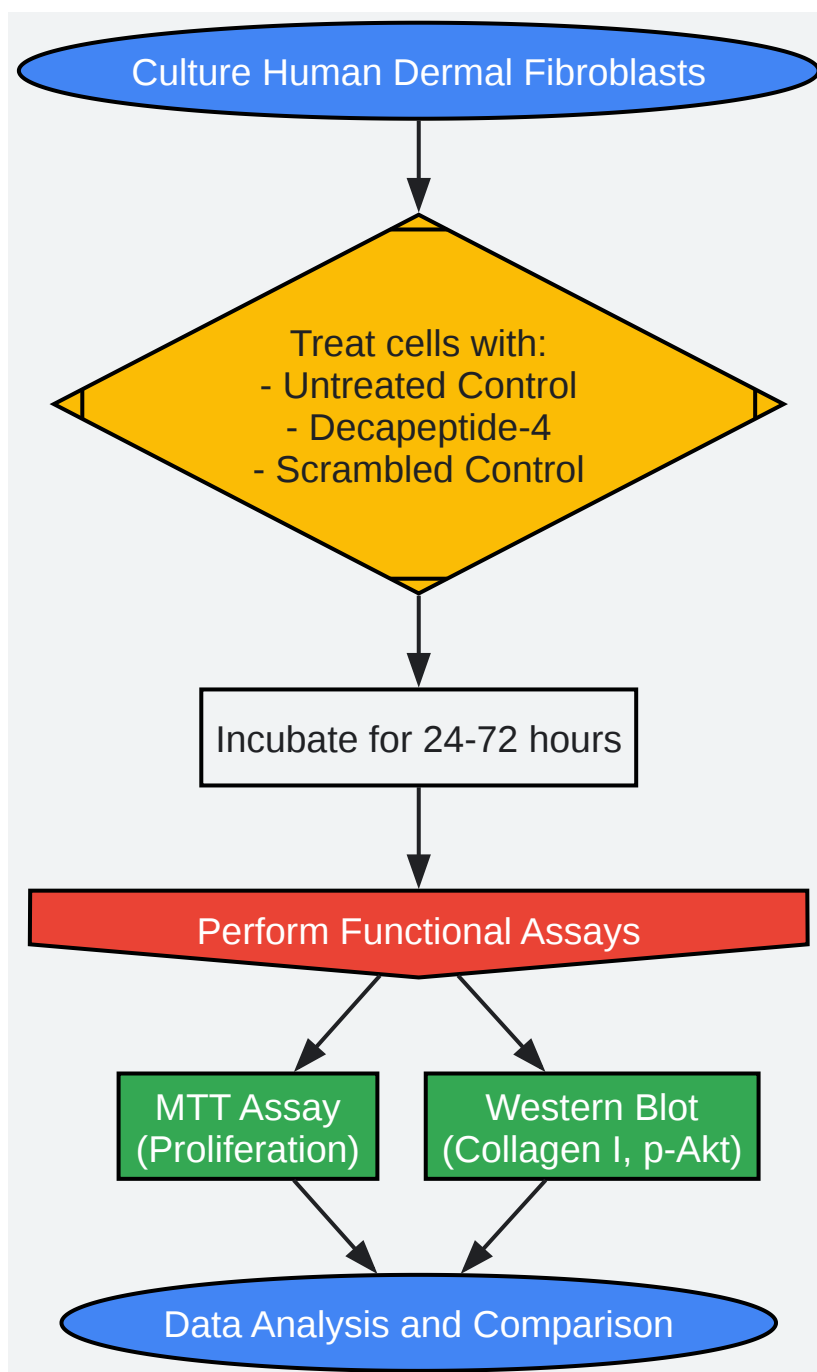 Culture Human Dermal Fibroblasts
Treat cells with:
- Untreated Control
- Decapeptide-4
- Scrambled Control
Incubate for 24-72 hours
Perform Functional Assays
MTT Assay
(Proliferation)
Western Blot
(Collagen I, p-Akt)
Data Analysis and Comparison